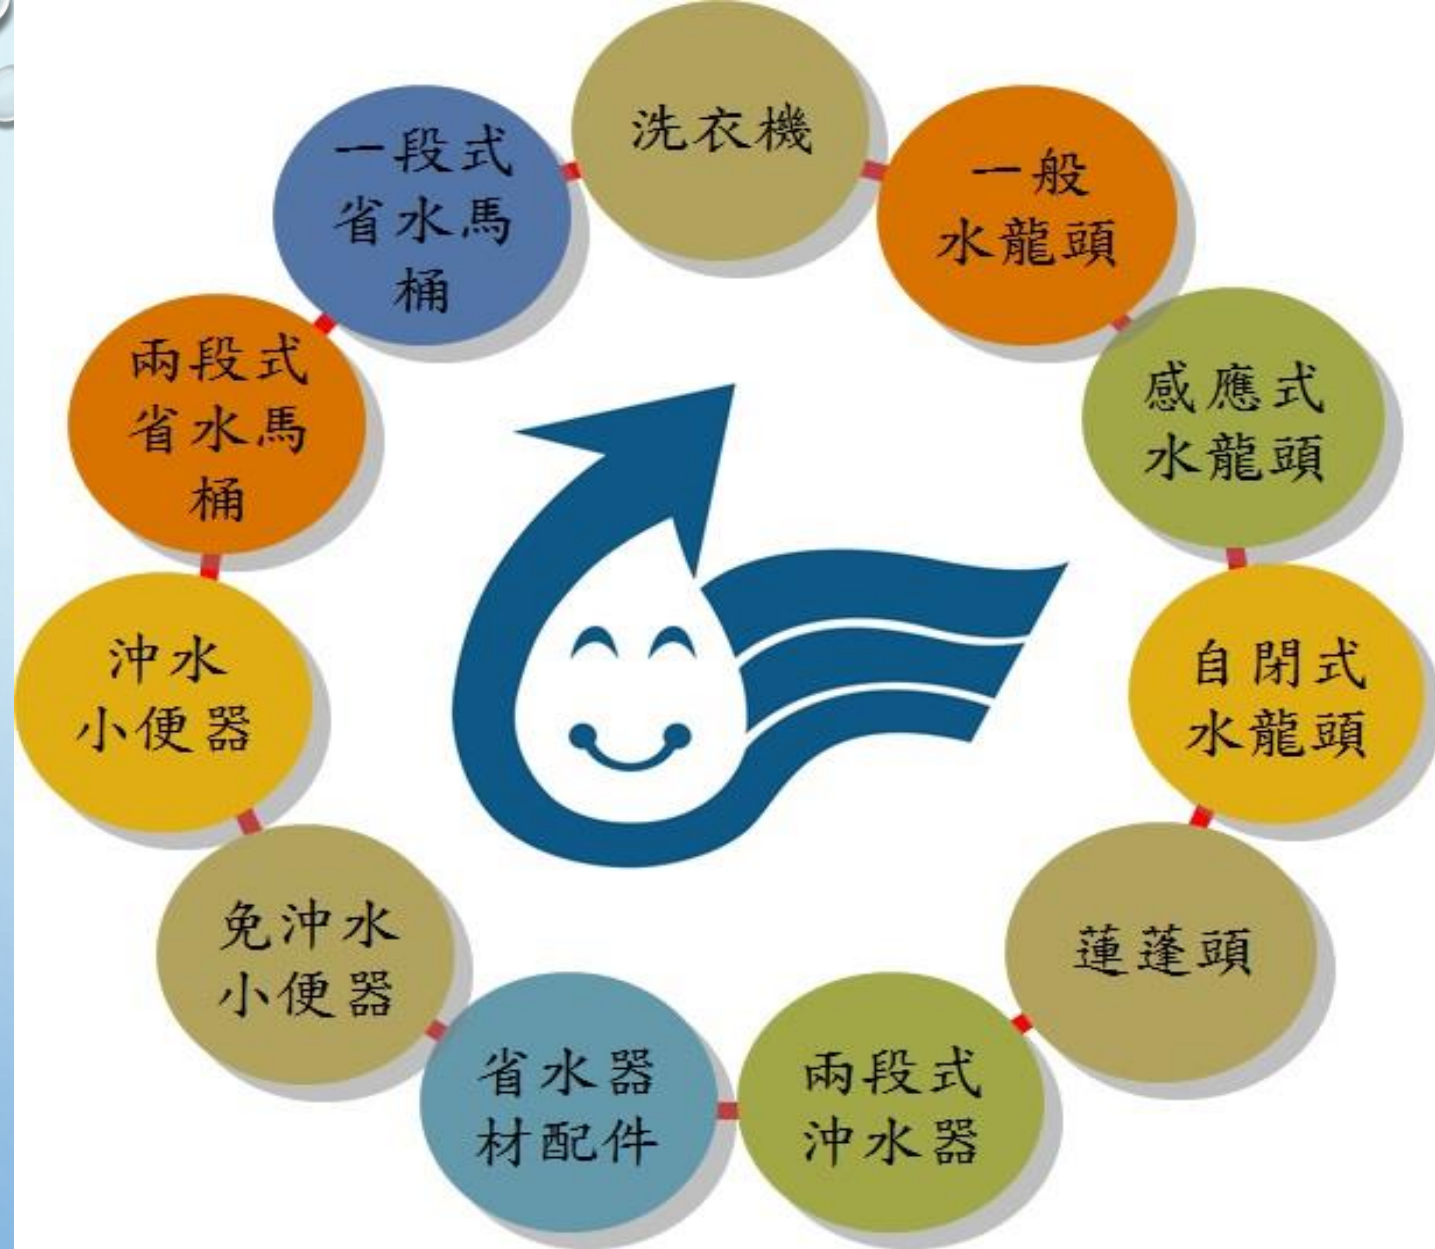 洗衣機
一般
水龍頭
感應式
水龍頭
自閉式
水龍頭
蓮蓬頭
兩段式
沖水器
省水器
材配件
免沖水
小便器
沖水
小便器
兩段式
省水馬
桶
一段式
省水馬
桶